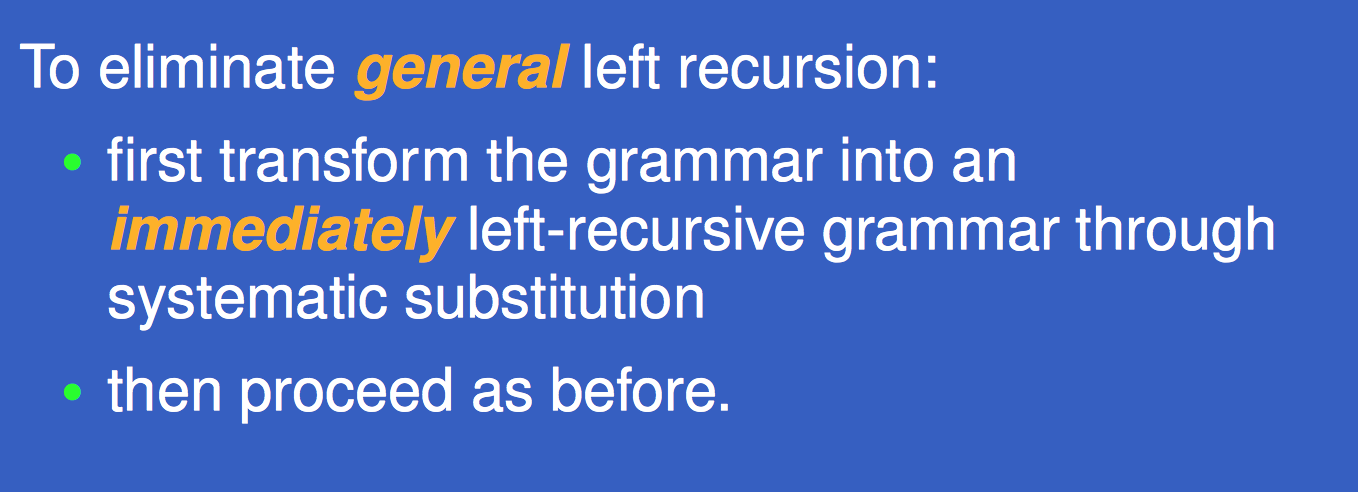 To eliminate general left recursion:
• first transform the grammar into an
immediately left-recursive grammar through
systematic substitution
• then proceed as before.